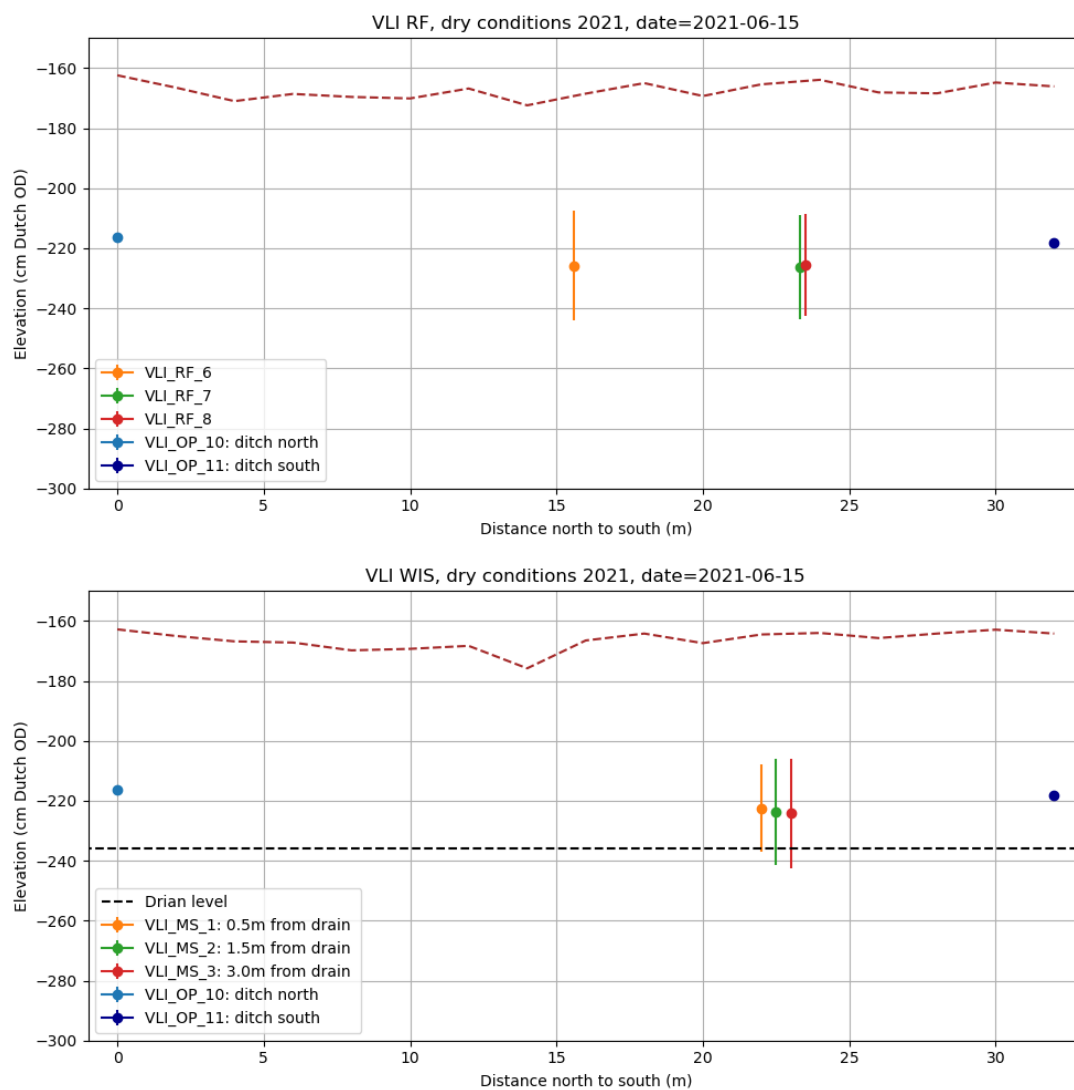 VLI RF, dry conditions 2021, date=2021-06-15
−160
−180
−200
−220
−240
−260
−280
−300
Elevation (cm Dutch OD)
VLI_RF_6
VLI_RF_7
VLI_RF_8
VLI_OP_10: ditch north
VLI_OP_11: ditch south
0 5 10 15 20 25 30
Distance north to south (m)
VLI WIS, dry conditions 2021, date=2021-06-15
−160
−180
−200
−220
−240
−260
−280
−300
Elevation (cm Dutch OD)
Drian level
VLI_MS_1: 0.5m from drain
VLI_MS_2: 1.5m from drain
VLI_MS_3: 3.0m from drain
VLI_OP_10: ditch north
VLI_OP_11: ditch south
0 5 10 15 20 25 30
Distance north to south (m)